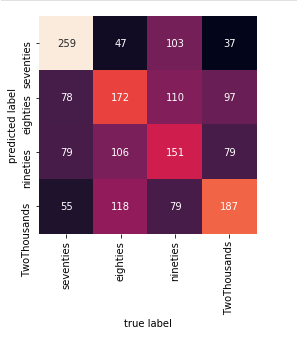 predicted label
seventies 259 47 103 37
eighties 78 172 110 97
nineties 79 106 151 79
TwoThousands 55 118 79 187
seventies eighties nineties TwoThousands
true label